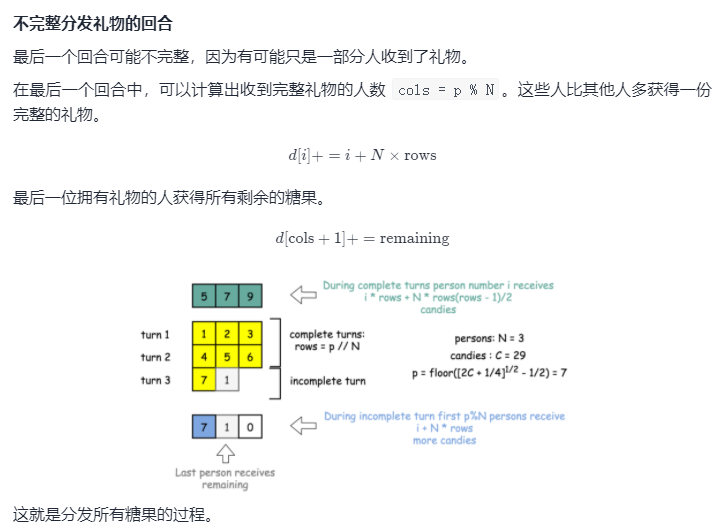 不完整分发礼物的回合
最后一个回合可能不完整，因为有可能只是一部分人收到了礼物。
在最后一个回合中，可以计算出收到完整礼物的人数 cols = p % N 。这些人比其他人多获得一份
完整的礼物。
d[i]+ = i + N × rows
最后一位拥有礼物的人获得所有剩余的糖果。
d[cols + 1]+ = remaining
5 7 9
During complete turns person number i receives
i * rows + N * rows(rows - 1)/2
candies
turn 1 1 2 3
turn 2 4 5 6
turn 3 7 1
complete turns:
rows = p // N
incomplete turn
persons: N = 3
candies : C = 29
p = floor([2C + 1/4]^1/2 - 1/2) = 7
7 1 0
During incomplete turn first p%N persons receive
i + N * rows
more candies
Last person receives
remaining
这就是分发所有糖果的过程。